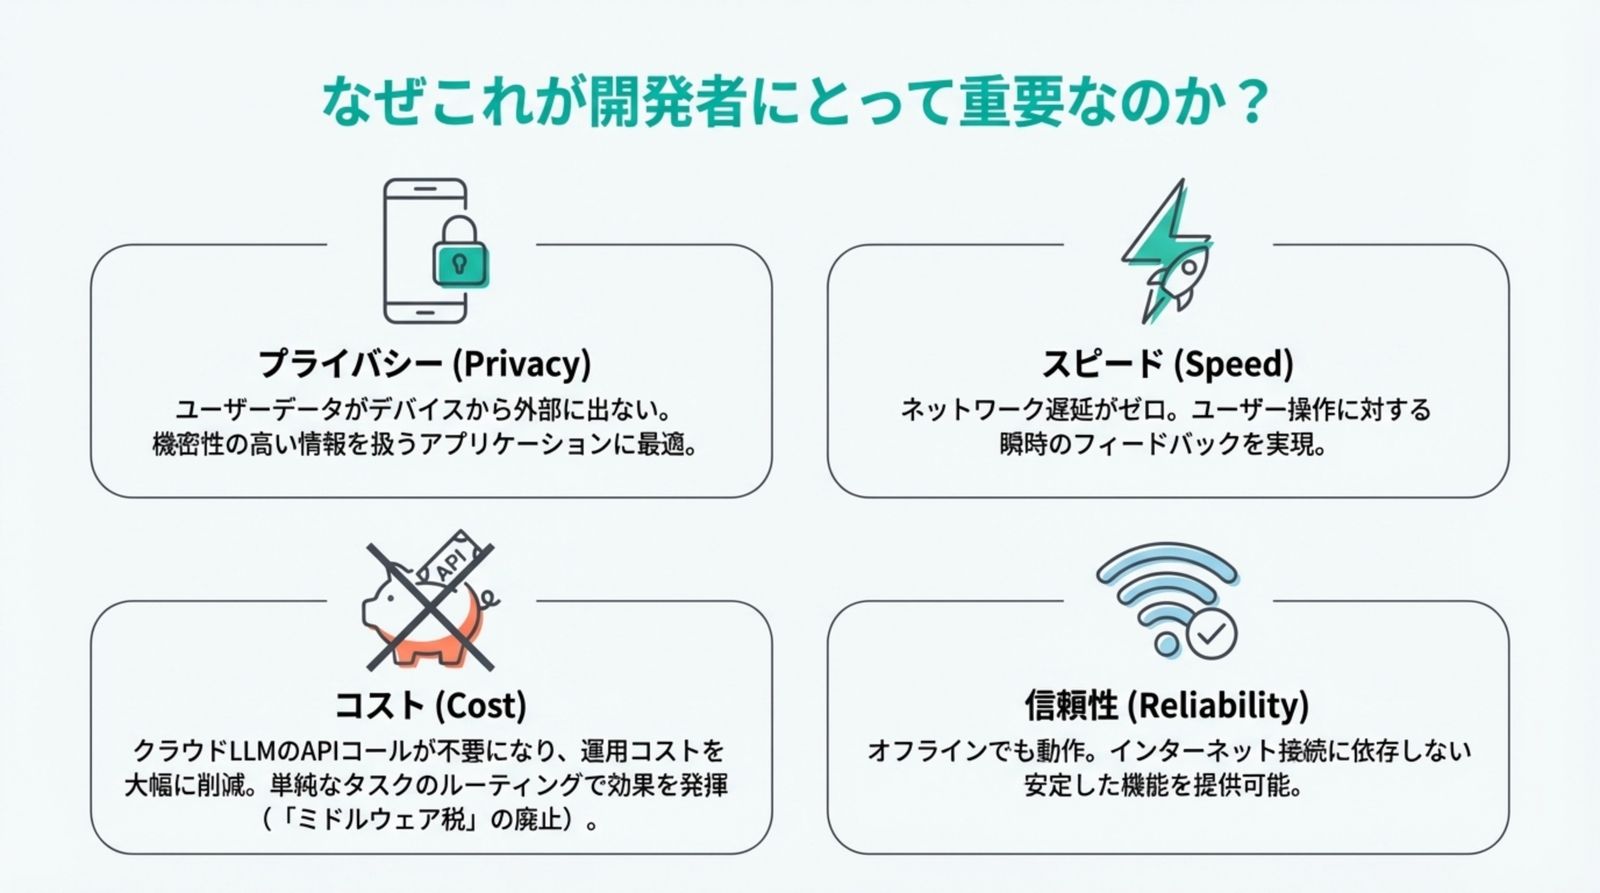 なぜこれが開発者にとって重要なのか？
プライバシー (Privacy)
ユーザーデータがデバイスから外部に出ない。
機密性の高い情報を扱うアプリケーションに最適。
スピード (Speed)
ネットワーク遅延がゼロ。ユーザー操作に対する
瞬時のフィードバックを実現。
API
コスト (Cost)
クラウドLLMのAPIコールが不要になり、運用コストを
大幅に削減。単純なタスクのルーティングで効果を発揮
（「ミドルウェア税」の廃止）。
信頼性 (Reliability)
オフラインでも動作。インターネット接続に依存しない
安定した機能を提供可能。